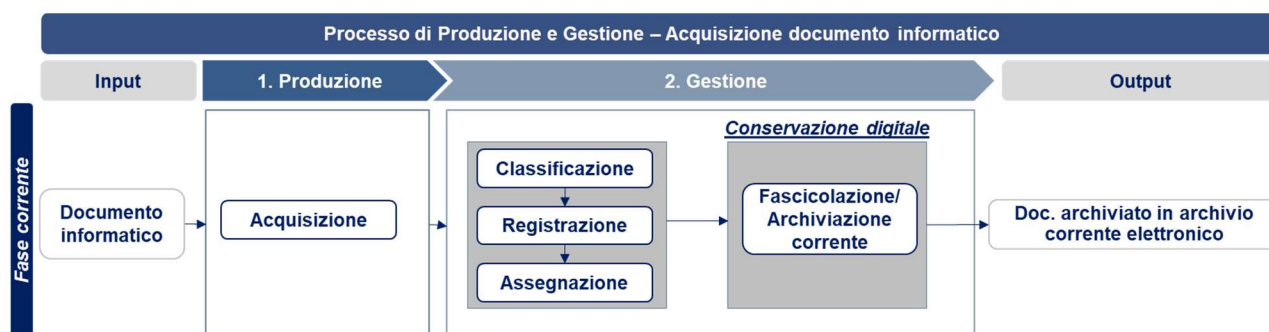 Processo di Produzione e Gestione – Acquisizione documento informatico
Input
1. Produzione
2. Gestione
Output
Fase corrente
Documento
informatico
Acquisizione
Classificazione
Registrazione
Assegnazione
Conservazione digitale
Fascicolazione/
Archiviazione
corrente
Doc. archiviato in archivio
corrente elettronico